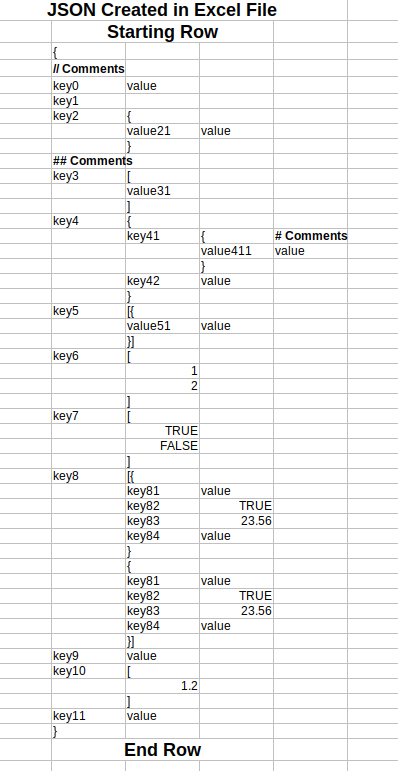 JSON Created in Excel File
Starting Row
{
// Comments
key0 value
key1
key2 {
value21 value
}
## Comments
key3 [
value31
]
key4 {
key41 { # Comments
value411 value
}
key42 value
}
key5 [{
value51 value
}]
key6 [
1
2
]
key7 [
TRUE
FALSE
]
key8 [{
key81 value
key82 TRUE
key83 23.56
key84 value
}
{
key81 value
key82 TRUE
key83 23.56
key84 value
}]
key9 value
key10 [
1.2
]
key11 value
}
End Row